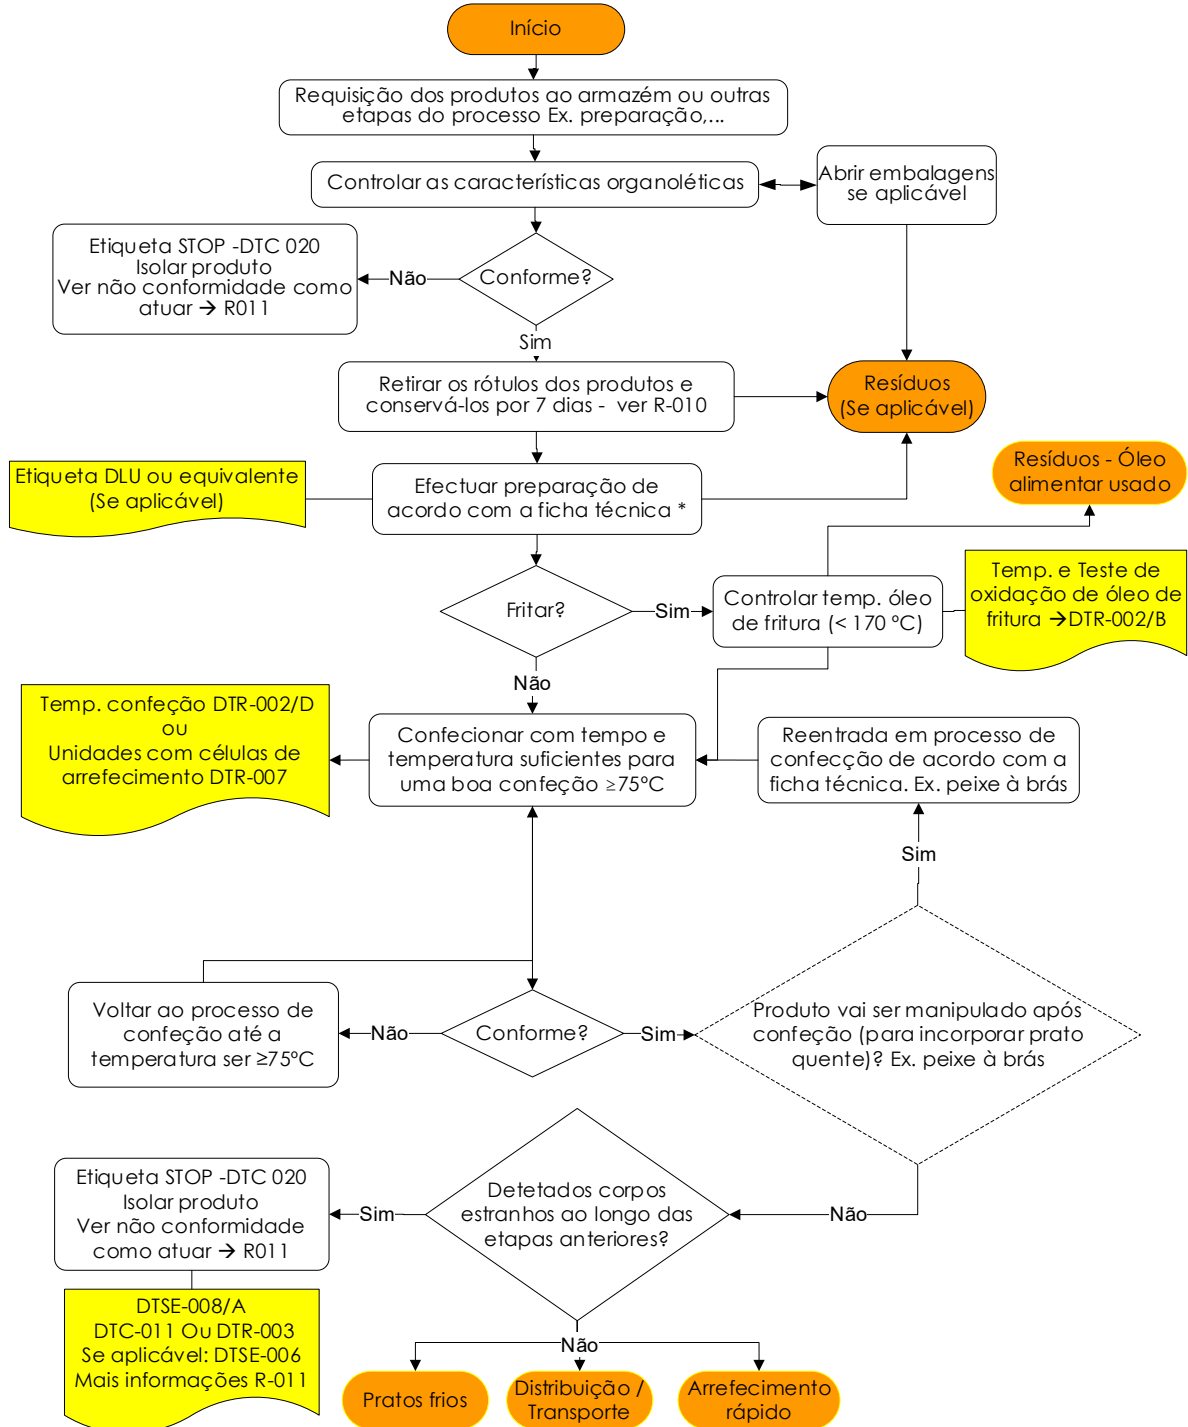 Início
Requisição dos produtos ao armazém ou outras
etapas do processo Ex. preparação,...
Controlar as características organoléticas
Abrir embalagens
se aplicável
Etiqueta STOP -DTC 020
Isolar produto
Ver não conformidade como
atuar → R011
Não
Conforme?
Sim
Retirar os rótulos dos produtos e
conservá-los por 7 dias - ver R-010
Resíduos
(Se aplicável)
Etiqueta DLU ou equivalente
(Se aplicável)
Efectuar preparação de
acordo com a ficha técnica *
Resíduos - Óleo
alimentar usado
Fritar?
Sim
Controlar temp. óleo
de fritura (< 170 ºC)
Temp. e Teste de
oxidação de óleo de
fritura →DTR-002/B
Não
Temp. confeção DTR-002/D
ou
Unidades com células de
arrefecimento DTR-007
Confecionar com tempo e
temperatura suficientes para
uma boa confeção ≥75ºC
Reentrada em processo de
confecção de acordo com a
ficha técnica. Ex. peixe à brás
Sim
Voltar ao processo de
confeção até a
temperatura ser ≥75ºC
Não
Conforme?
Sim
Produto vai ser manipulado após
confeção (para incorporar prato
quente)? Ex. peixe à brás
Etiqueta STOP -DTC 020
Isolar produto
Ver não conformidade
como atuar → R011
Sim
Detetados corpos
estranhos ao longo das
etapas anteriores?
Não
DTSE-008/A
DTC-011 Ou DTR-003
Se aplicável: DTSE-006
Mais informações R-011
Não
Pratos frios
Distribuição /
Transporte
Arrefecimento
rápido